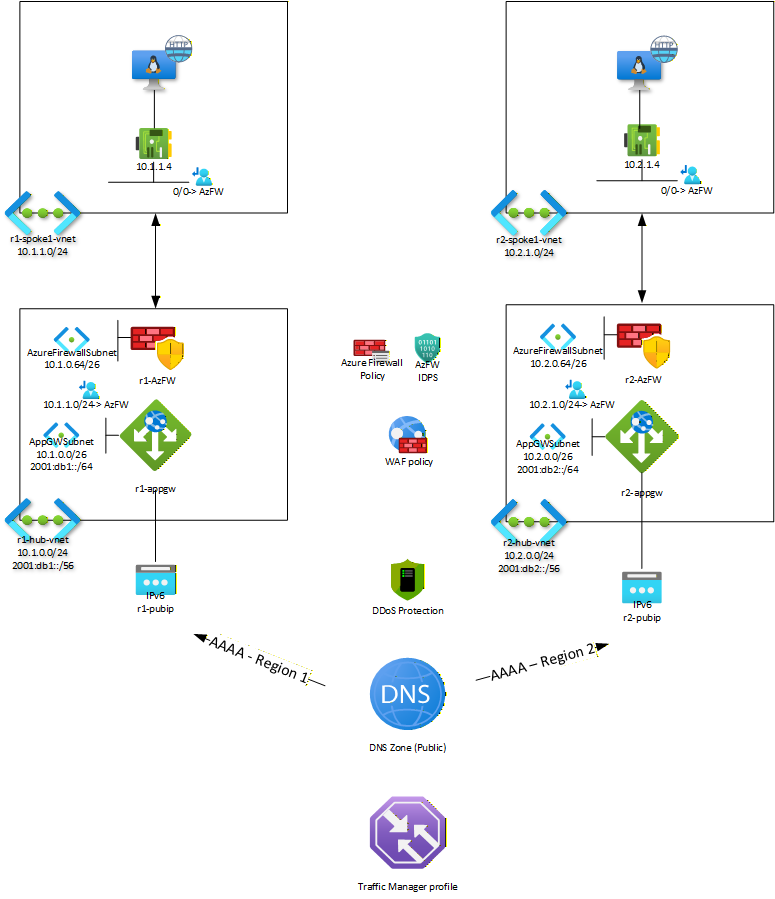 HTTP
10.1.1.4
0/0-> AzFW
r1-spoke1-vnet
10.1.1.0/24
HTTP
10.2.1.4
0/0-> AzFW
r2-spoke1-vnet
10.2.1.0/24
AzureFirewallSubnet
10.1.0.64/26
r1-AzFW
10.1.1.0/24-> AzFW
AppGWSubnet
10.1.0.0/26
2001:db1::/64
r1-appgw
r1-hub-vnet
10.1.0.0/24
2001:db1::/56
IPv6
r1-pubip
Azure Firewall
Policy
01101
1010
110
AzFW
IDPS
WAF policy
DDoS Protection
AzureFirewallSubnet
10.2.0.64/26
r2-AzFW
10.2.1.0/24-> AzFW
AppGWSubnet
10.2.0.0/26
2001:db2::/64
r2-appgw
r2-hub-vnet
10.2.0.0/24
2001:db2::/56
IPv6
r2-pubip
AAAA - Region 1
AAAA – Region 2
DNS
DNS Zone (Public)
Traffic Manager profile